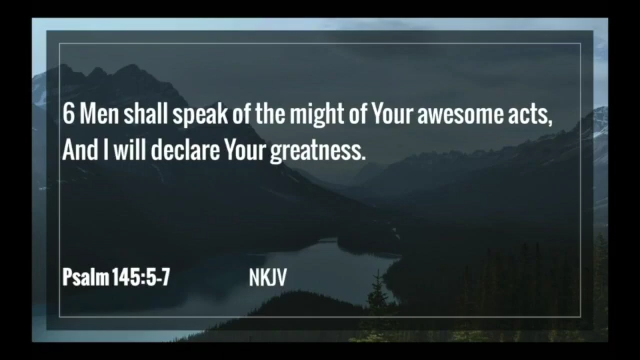 6 Men shall speak of the might of Your awesome acts,
And I will declare Your greatness.
Psalm 145:5-7 NKJV